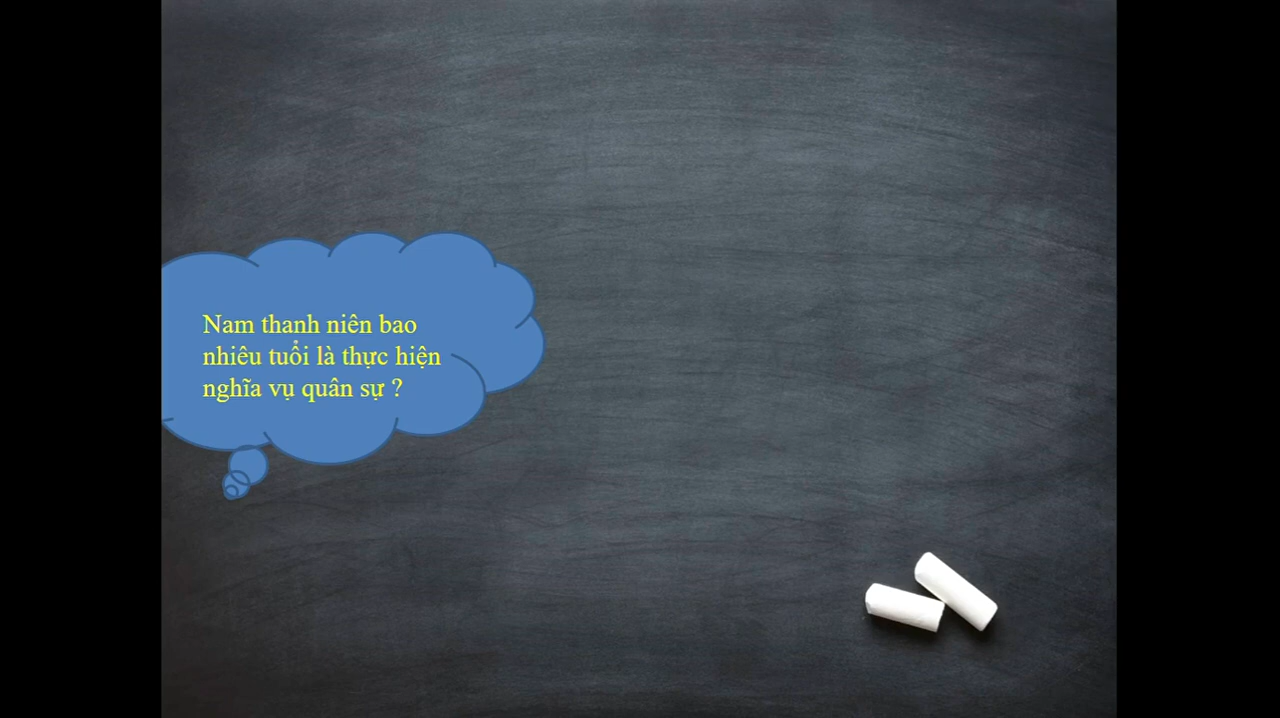 Nam thanh niên bao
nhiêu tuổi là thực hiện
nghĩa vụ quân sự ?